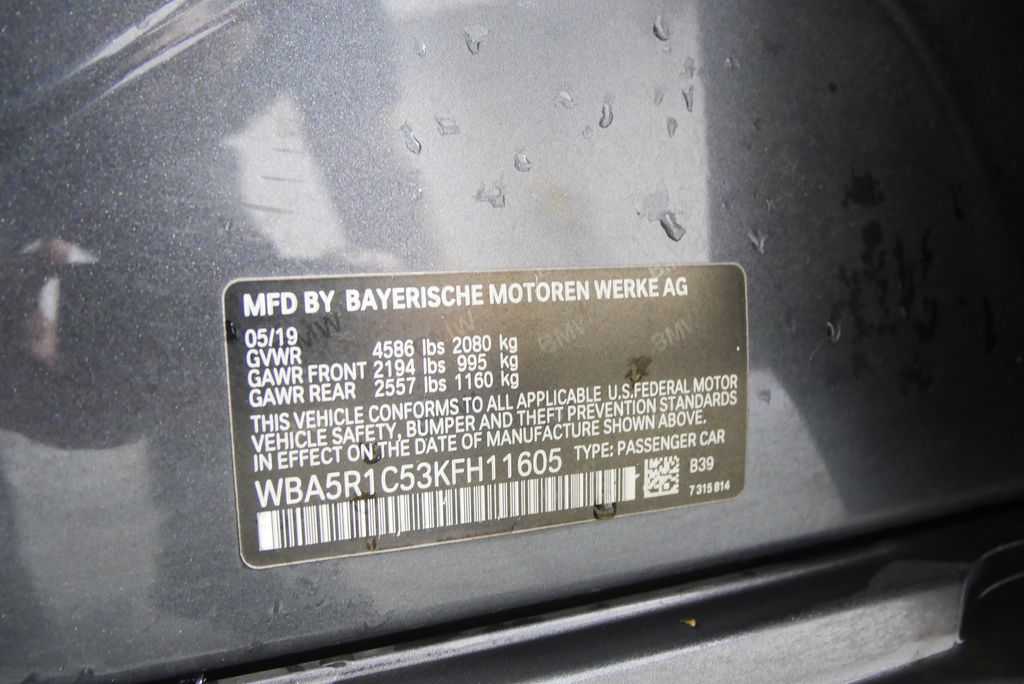 MFD BY BAYERISCHE MOTOREN WERKE AG
05/19
GVWR 4586 lbs 2080 kg
GAWR FRONT 2194 lbs 995 kg
GAWR REAR 2557 lbs 1160 kg
THIS VEHICLE CONFORMS TO ALL APPLICABLE U.S.FEDERAL MOTOR
VEHICLE SAFETY, BUMPER AND THEFT PREVENTION STANDARDS
IN EFFECT ON THE DATE OF MANUFACTURE SHOWN ABOVE.
WBA5R1C53KFH11605 TYPE: PASSENGER CAR
B39
7 315 814
BMW
BMW
BMW